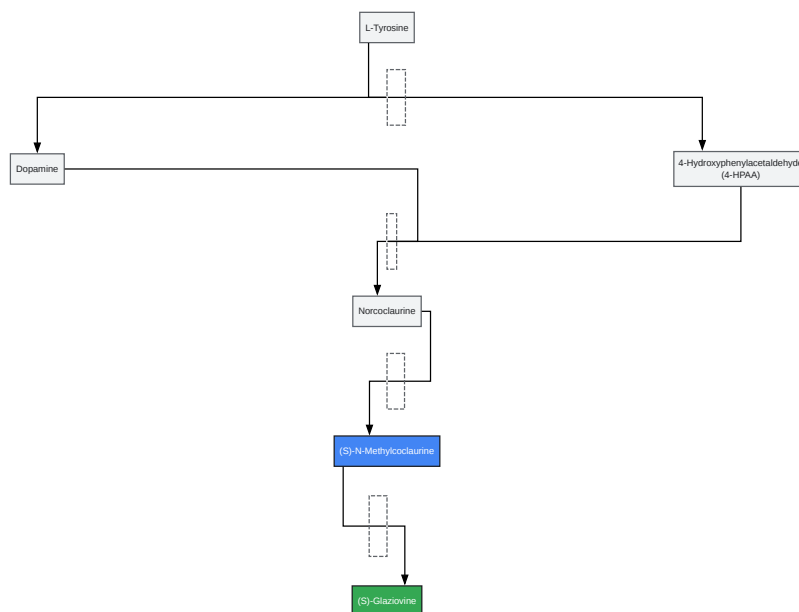 L-Tyrosine
Dopamine
4-Hydroxyphenylacetaldehyde
(4-HPAA)
Norcoclaurine
(S)-N-Methylcoclaurine
(S)-Glaziovine